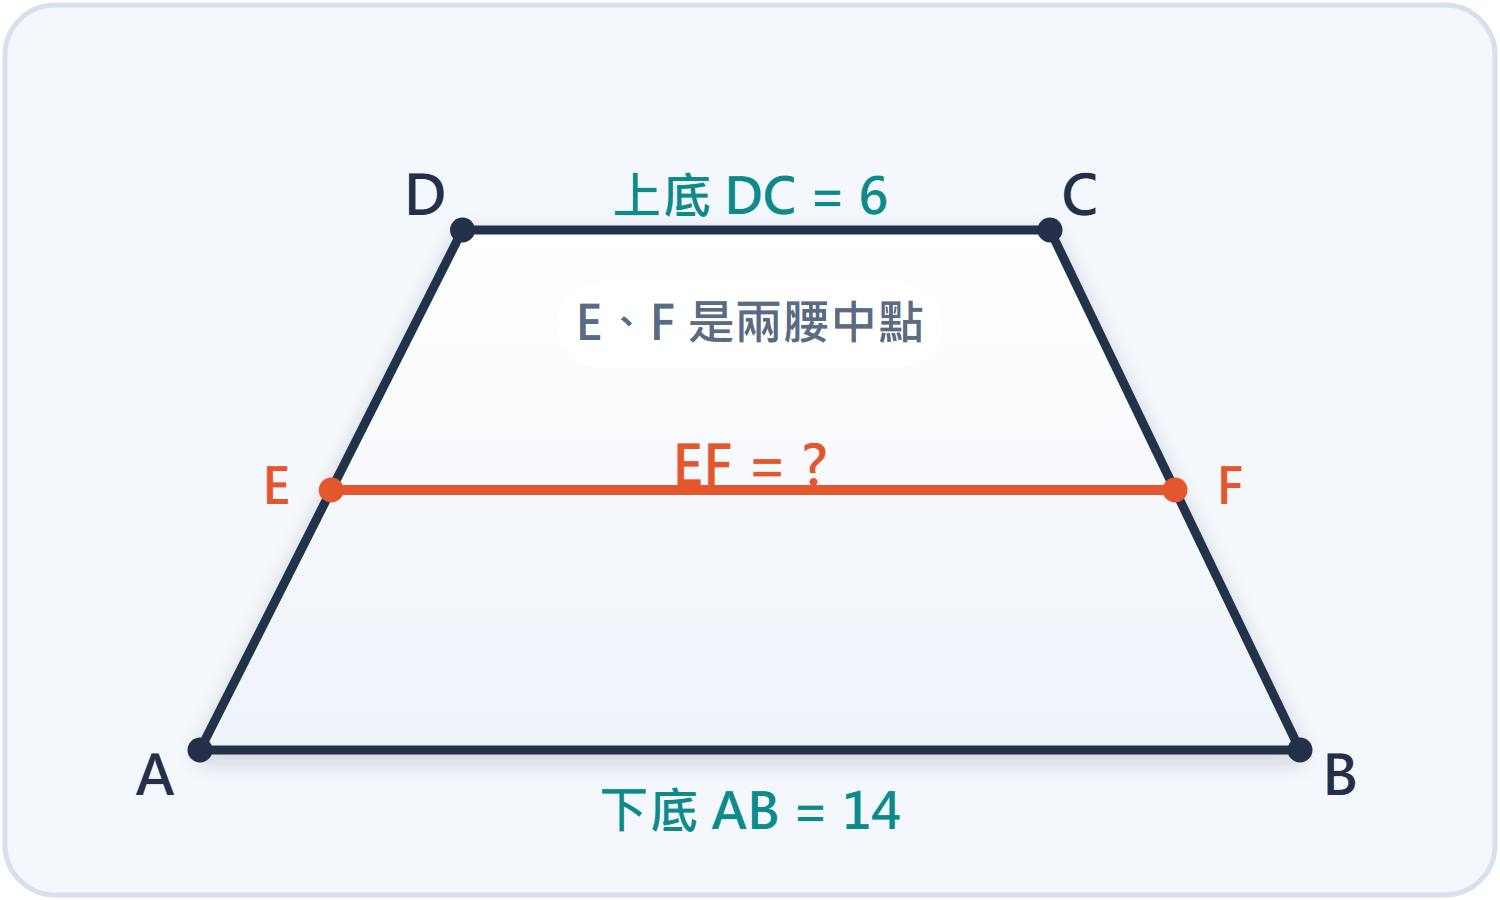 D
上底 DC = 6
C
E、F 是兩腰中點
EF = ?
E
F
A
B
下底 AB = 14